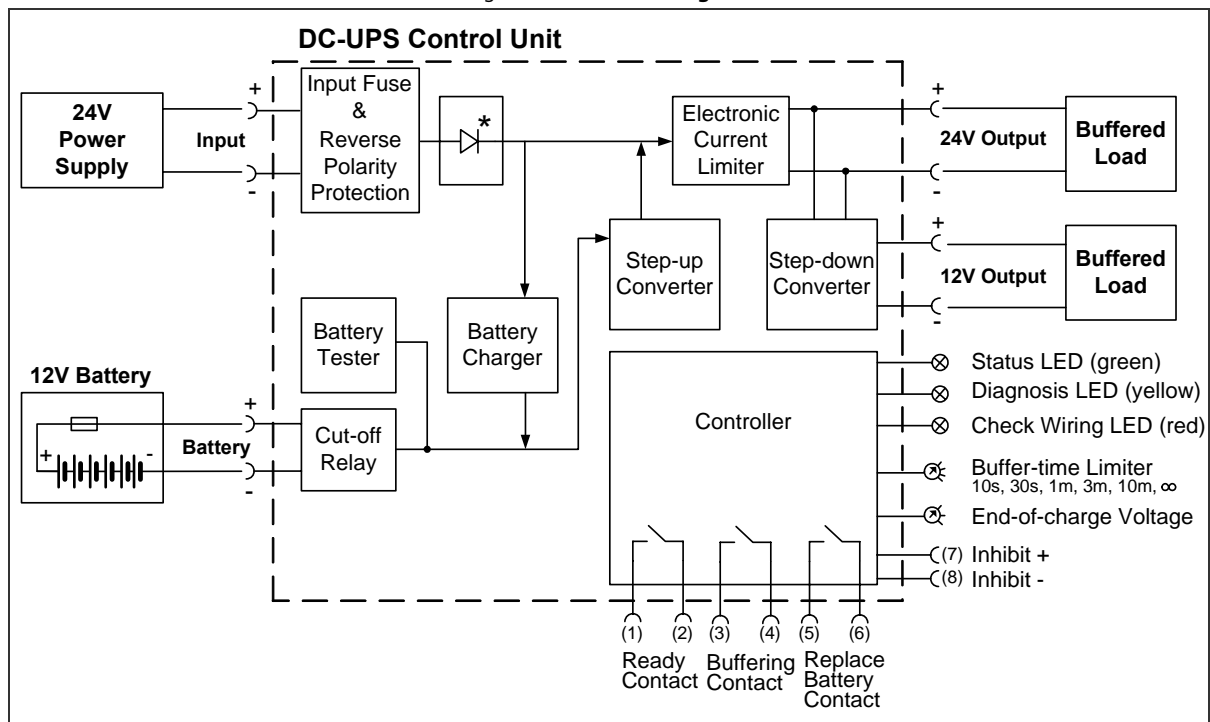 DC-UPS Control Unit
24V
Power
Supply
+
Input
-
Input Fuse
&
Reverse
Polarity
Protection
*
Electronic
Current
Limiter
+
24V Output
-
Buffered
Load
Step-up
Converter
Step-down
Converter
+
12V Output
-
Buffered
Load
Battery
Tester
Battery
Charger
12V Battery
+ -
+
Battery
-
Cut-off
Relay
Controller
Status LED (green)
Diagnosis LED (yellow)
Check Wiring LED (red)
Buffer-time Limiter
10s, 30s, 1m, 3m, 10m, ∞
End-of-charge Voltage
(7) Inhibit +
(8) Inhibit -
(1) (2) (3) (4) (5) (6)
Ready
Contact
Buffering
Contact
Replace
Battery
Contact